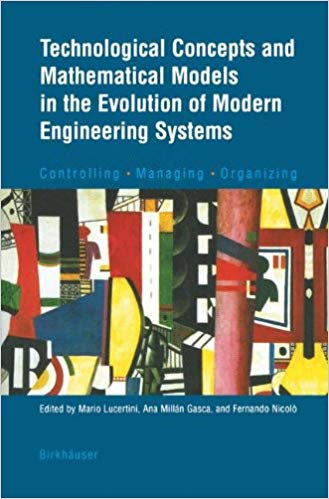 Technological Concepts and
Mathematical Models
in the Evolution of Modern
Engineering Systems
Controlling • Managing • Organizing
Edited by Mario Lucertini, Ana Millán Gasca, and Fernando Nicolò
Birkhäuser